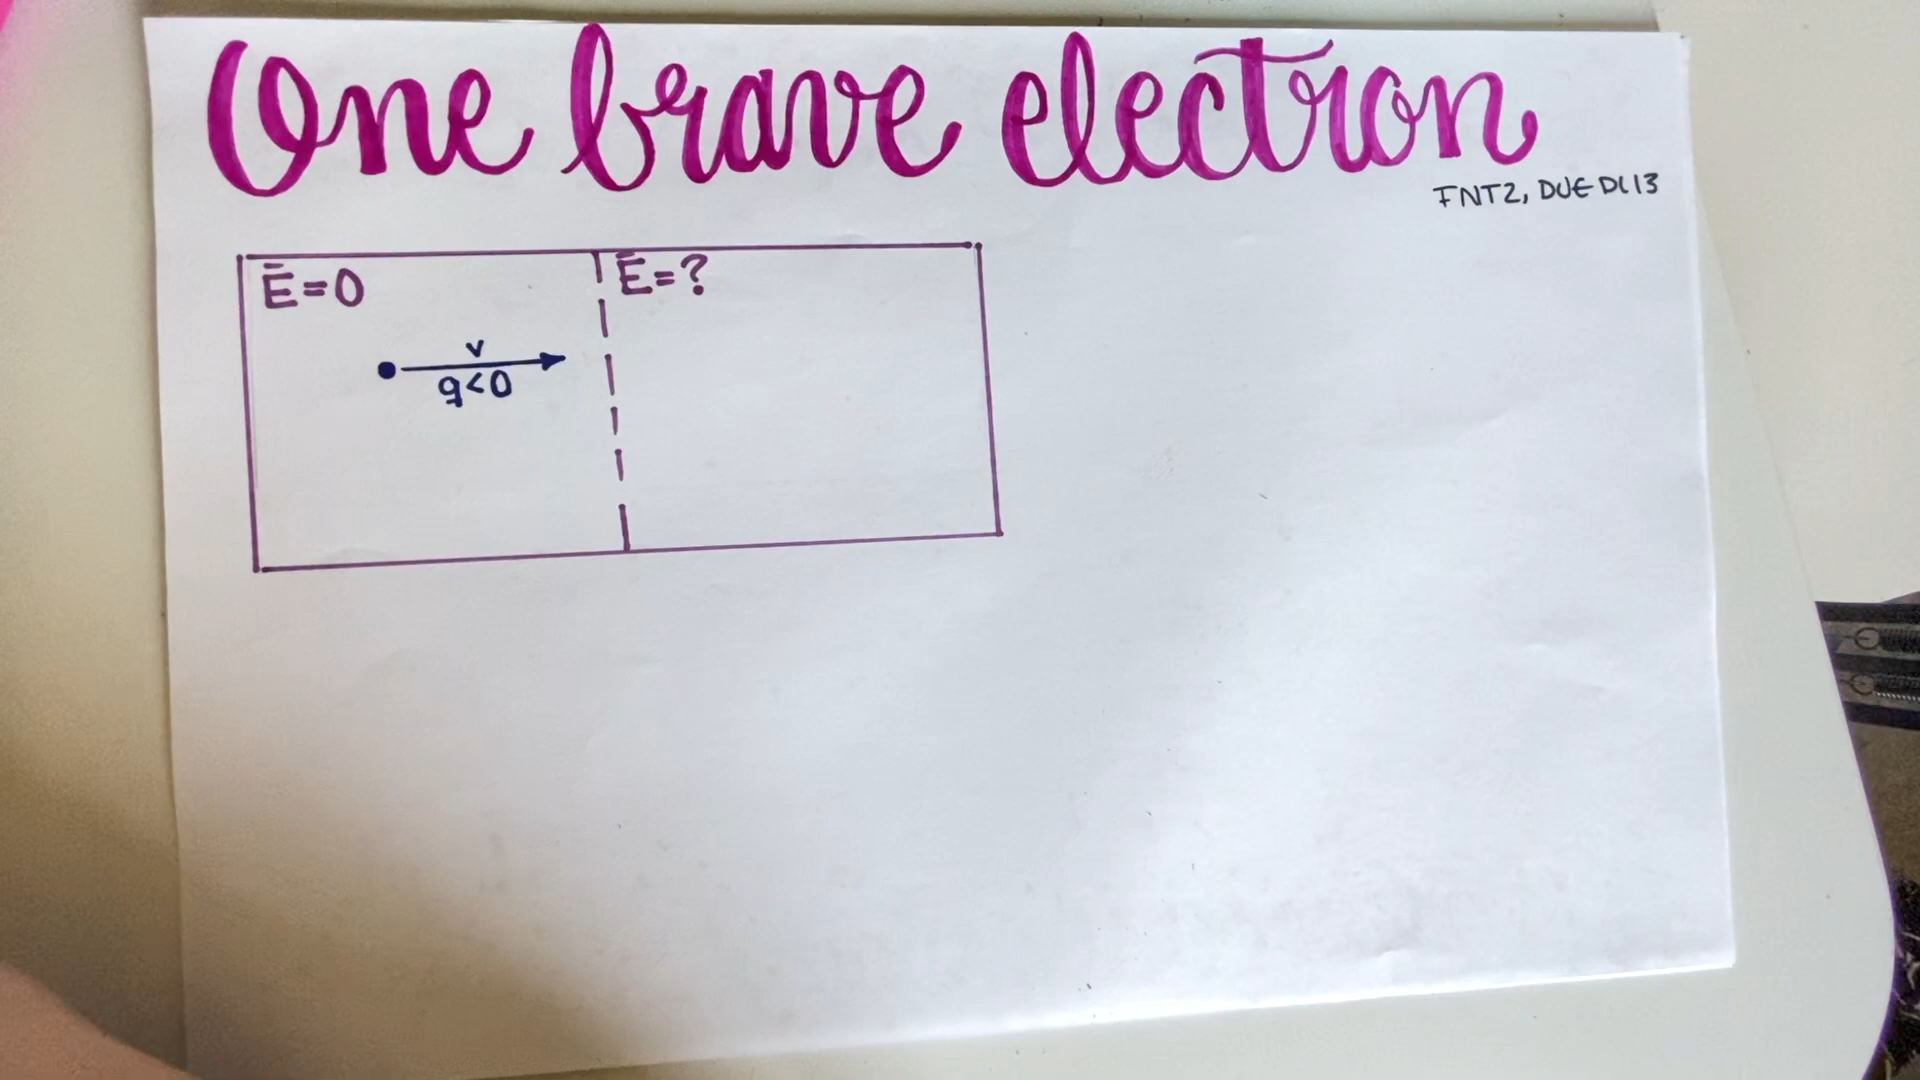 One brave electron
FNT2, DUE DL13
Ē=0
Ē=?
v
q<0